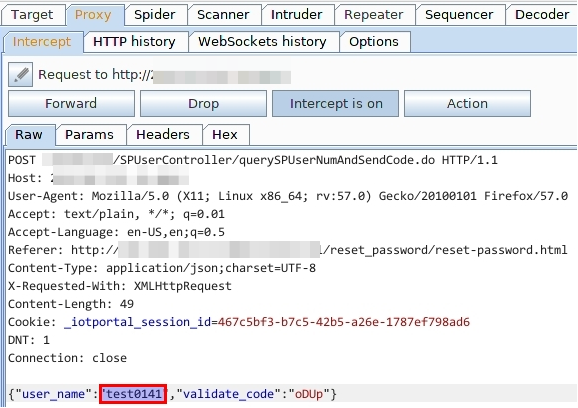 Target Proxy Spider Scanner Intruder Repeater Sequencer Decoder
Intercept HTTP history WebSockets history Options
Request to http://2
Forward Drop Intercept is on Action
Raw Params Headers Hex
POST /SPUserController/querySPUserNumAndSendCode.do HTTP/1.1
Host: 2
User-Agent: Mozilla/5.0 (X11; Linux x86_64; rv:57.0) Gecko/20100101 Firefox/57.0
Accept: text/plain, */*; q=0.01
Accept-Language: en-US,en;q=0.5
Referer: http:/ /reset_password/reset-password.html
Content-Type: application/json;charset=UTF-8
X-Requested-With: XMLHttpRequest
Content-Length: 49
Cookie: _iotportal_session_id=467c5bf3-b7c5-42b5-a26e-1787ef798ad6
DNT: 1
Connection: close
{"user_name":"test0141","validate_code":"oDUp"}